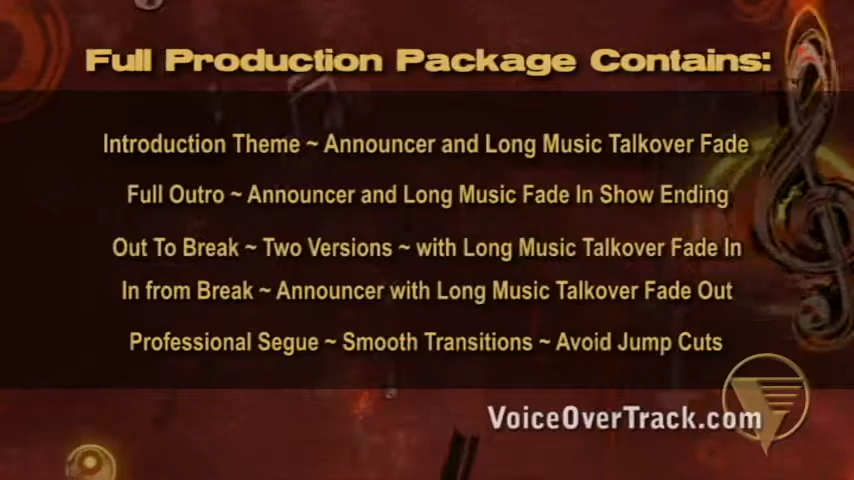 Full Production Package Contains:
Introduction Theme ~ Announcer and Long Music Talkover Fade
Full Outro ~ Announcer and Long Music Fade In Show Ending
Out To Break ~ Two Versions ~ with Long Music Talkover Fade In
In from Break ~ Announcer with Long Music Talkover Fade Out
Professional Segue ~ Smooth Transitions ~ Avoid Jump Cuts
VoiceOverTrack.com